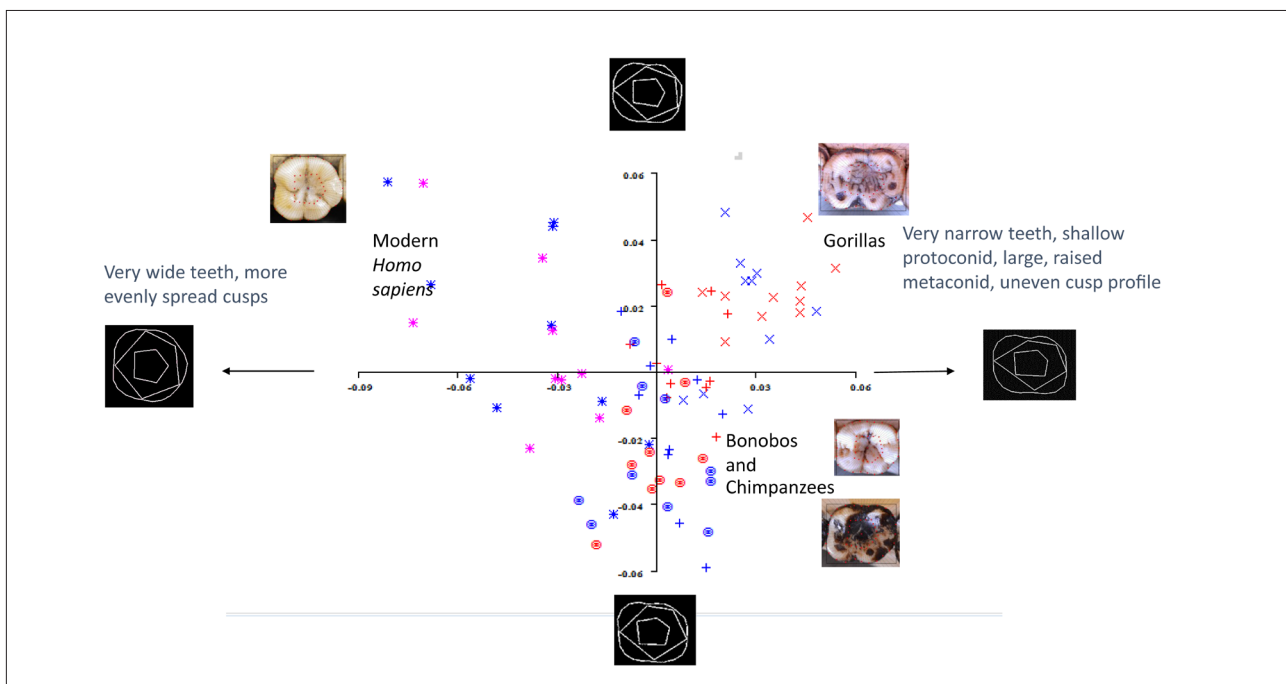 0.06
Modern
Homo
sapiens
Gorillas
Very narrow teeth, shallow
protoconid, large, raised
metaconid, uneven cusp profile
0.04
Very wide teeth, more
evenly spread cusps
0.02
-0.09
-0.06
-0.03
0.03
0.06
-0.02
Bonobos
and
Chimpanzees
-0.04
-0.06